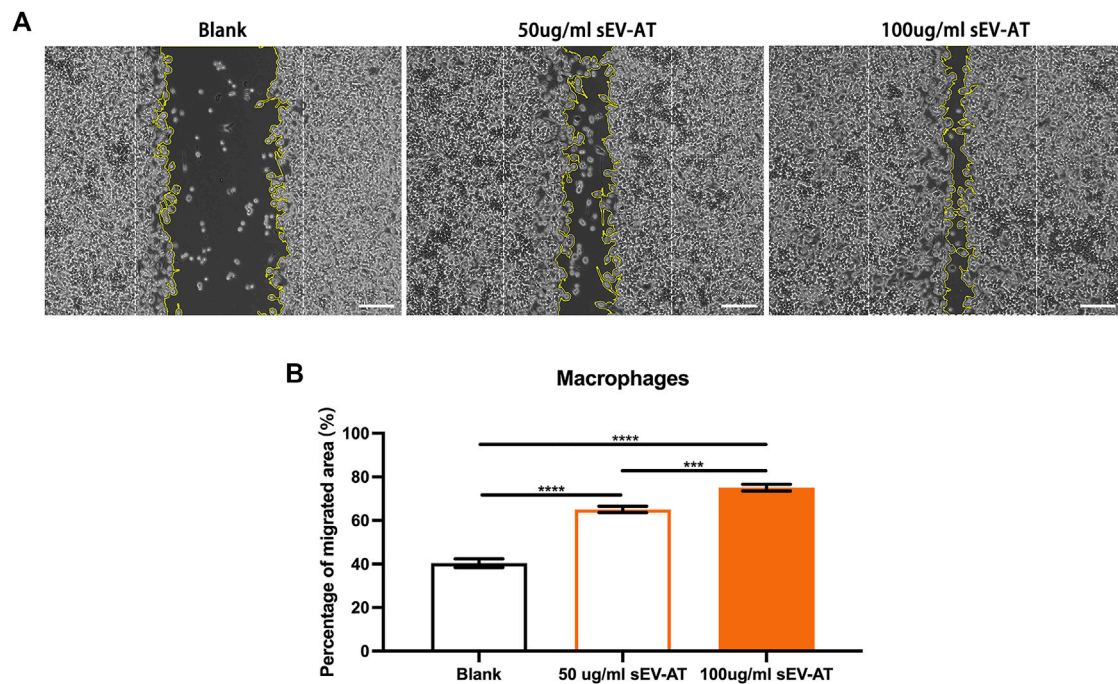 A
Blank
50ug/ml sEV-AT
100ug/ml sEV-AT
B
Macrophages
Percentage of migrated area (%)
100
80
60
40
20
0
****
***
****
Blank
50 ug/ml sEV-AT
100ug/ml sEV-AT